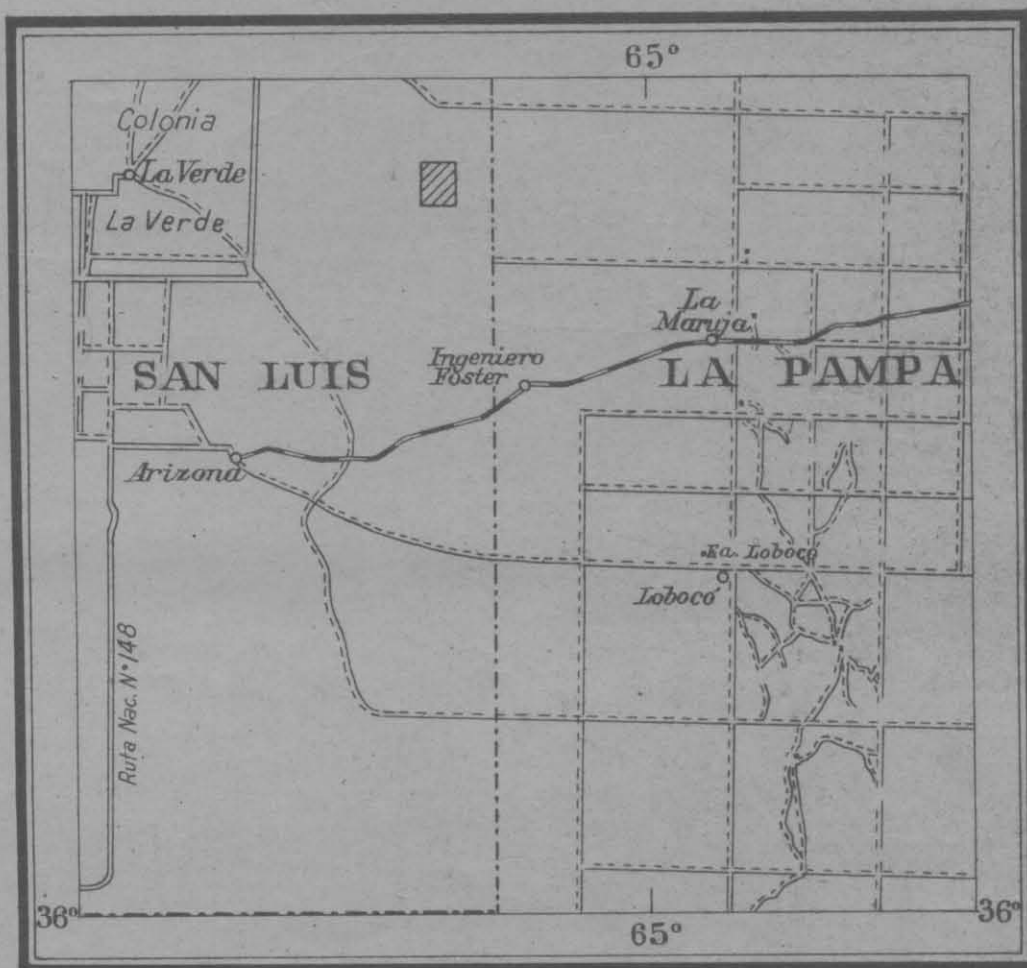 65°
Colonia
La Verde
La Verde
La
Maruja
Ingeniero
Foster
SAN LUIS
LA PAMPA
Arizona
Ea. Loboco
Lobocó
Ruta Nac. N° 148
36°
36°
65°